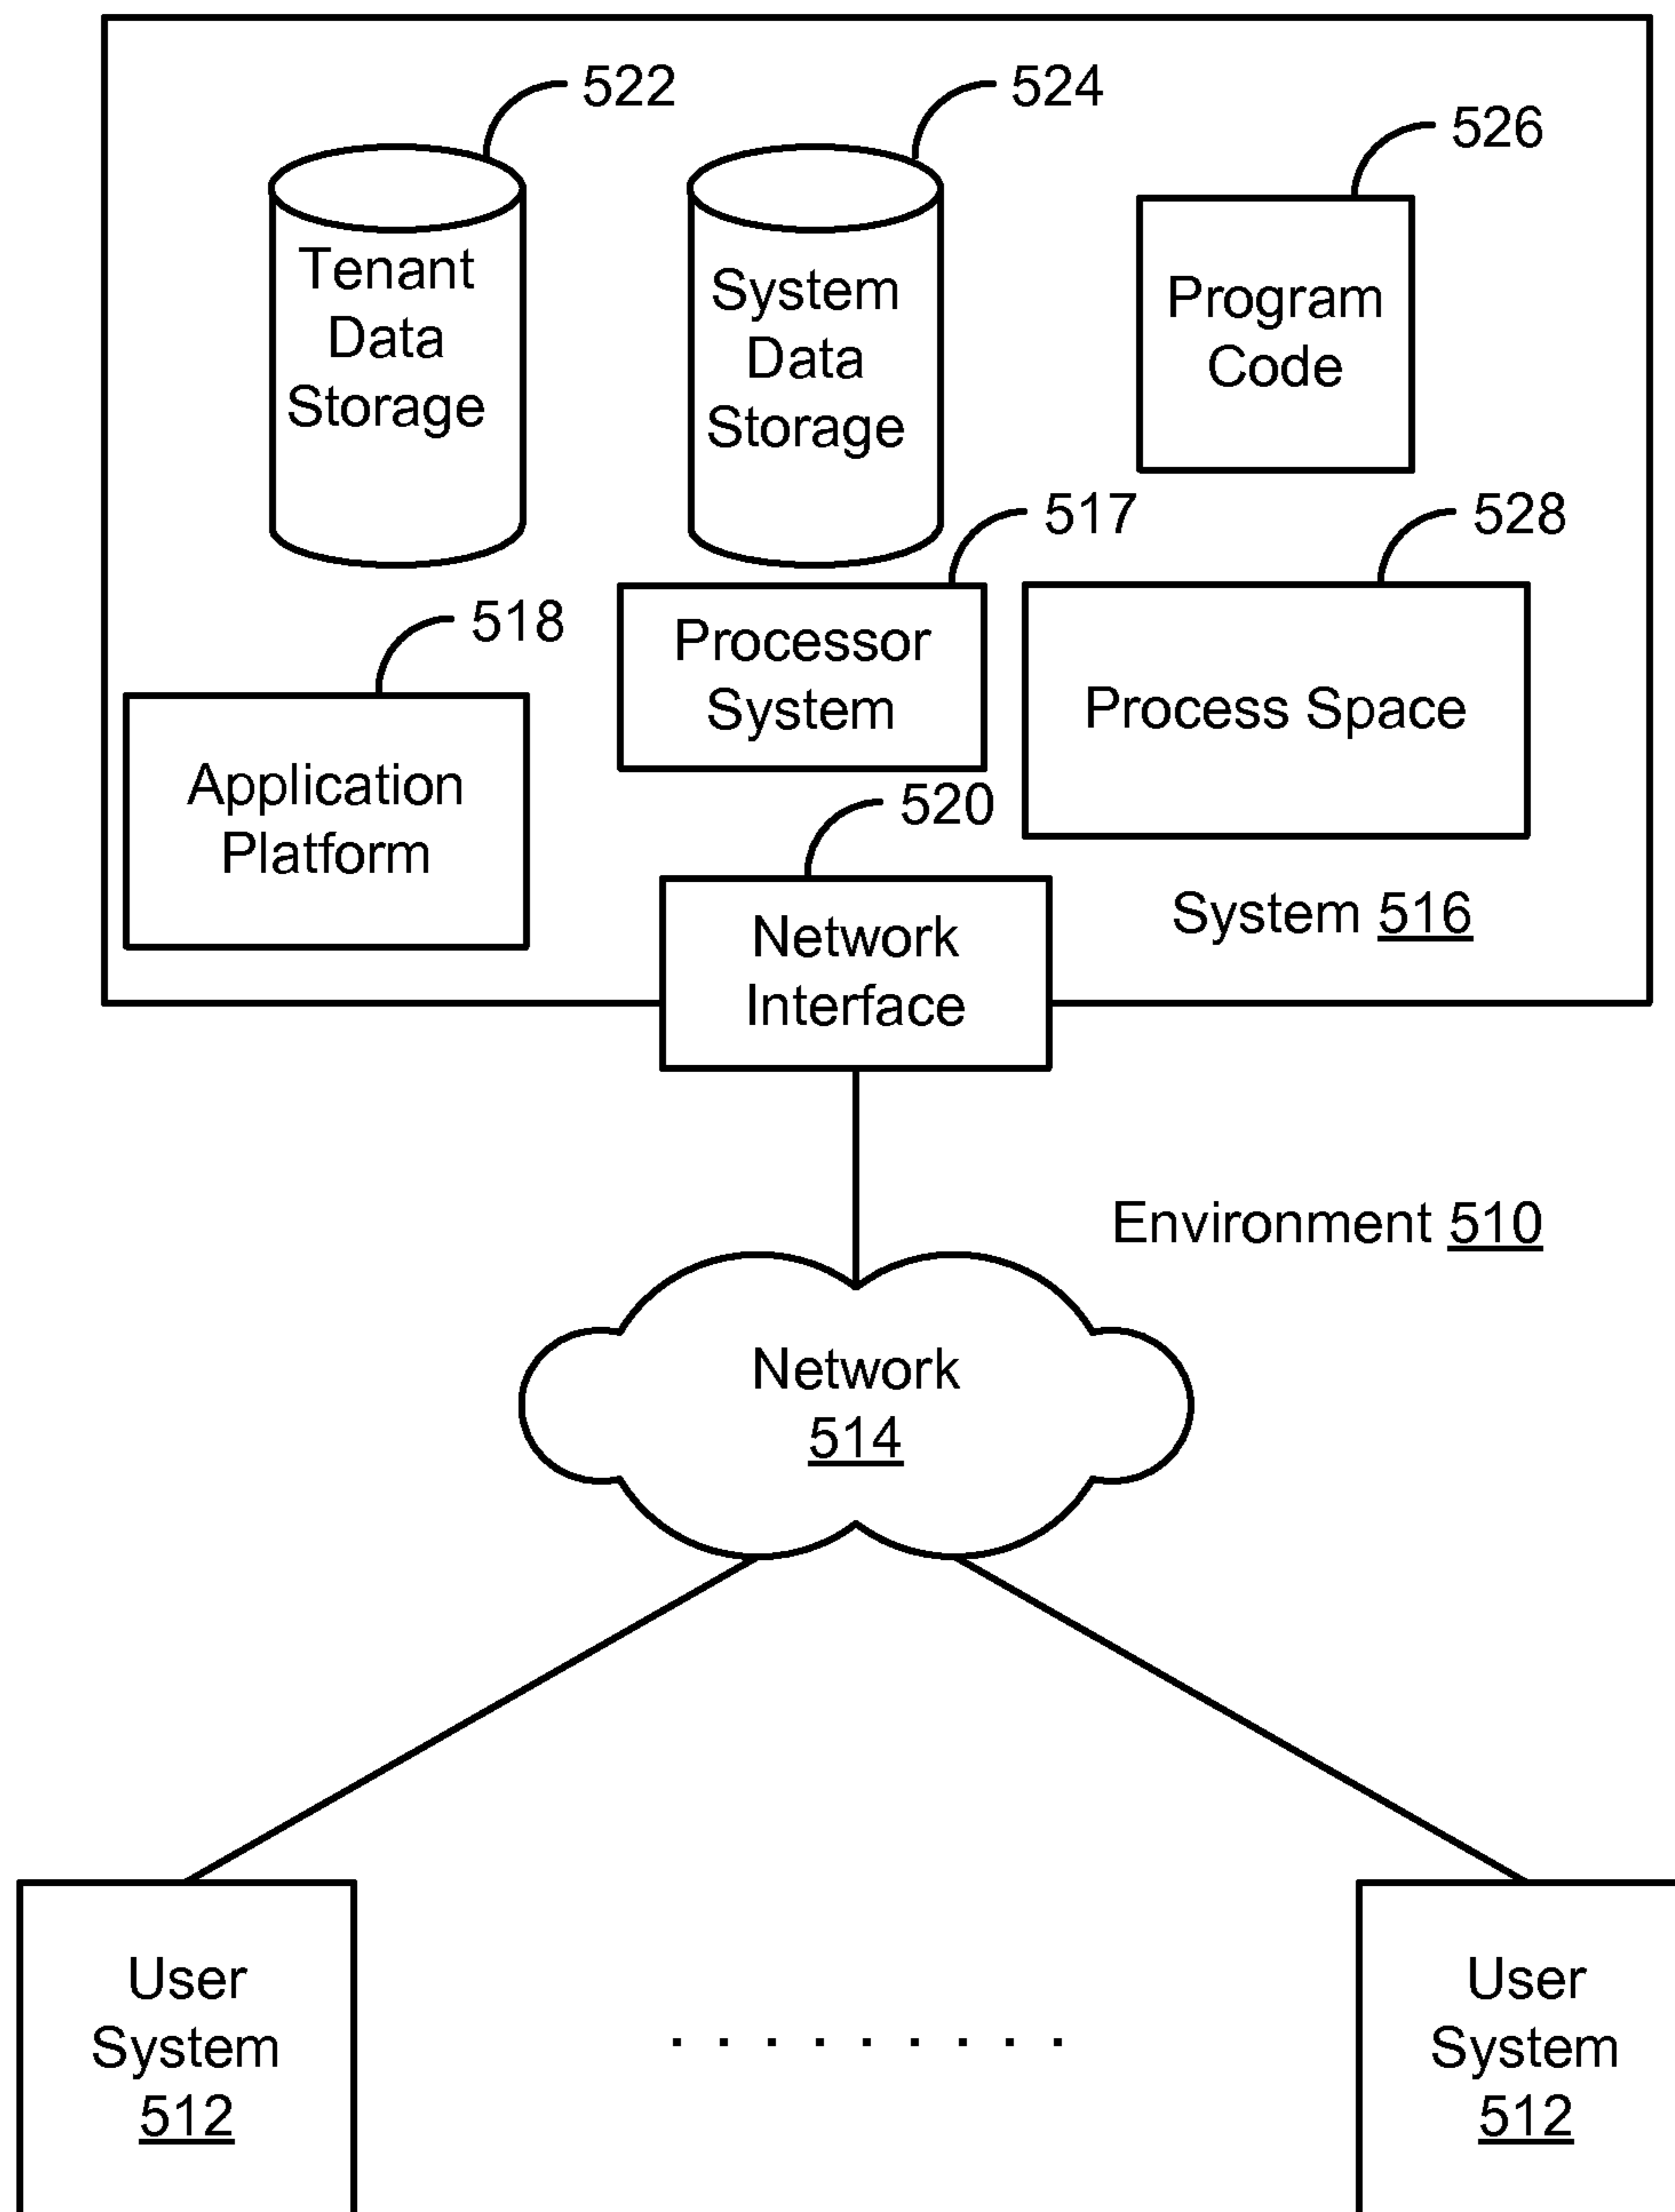 522
524
526
Tenant
Data
Storage
System
Data
Storage
Program
Code
517
528
518
Processor
System
Process Space
Application
Platform
520
Network
Interface
System 516
Environment 510
Network
514
User
System
512
. . . . . . . . .
User
System
512